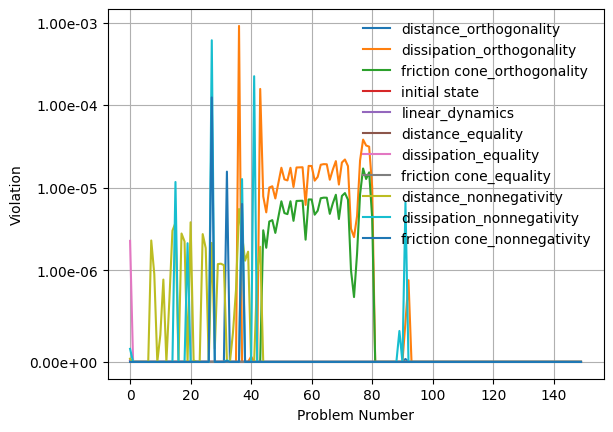 1.00e-03
1.00e-04
1.00e-05
1.00e-06
0.00e+00
Violation
distance_orthogonality
dissipation_orthogonality
friction cone_orthogonality
initial state
linear_dynamics
distance_equality
dissipation_equality
friction cone_equality
distance_nonnegativity
dissipation_nonnegativity
friction cone_nonnegativity
0 20 40 60 80 100 120 140
Problem Number